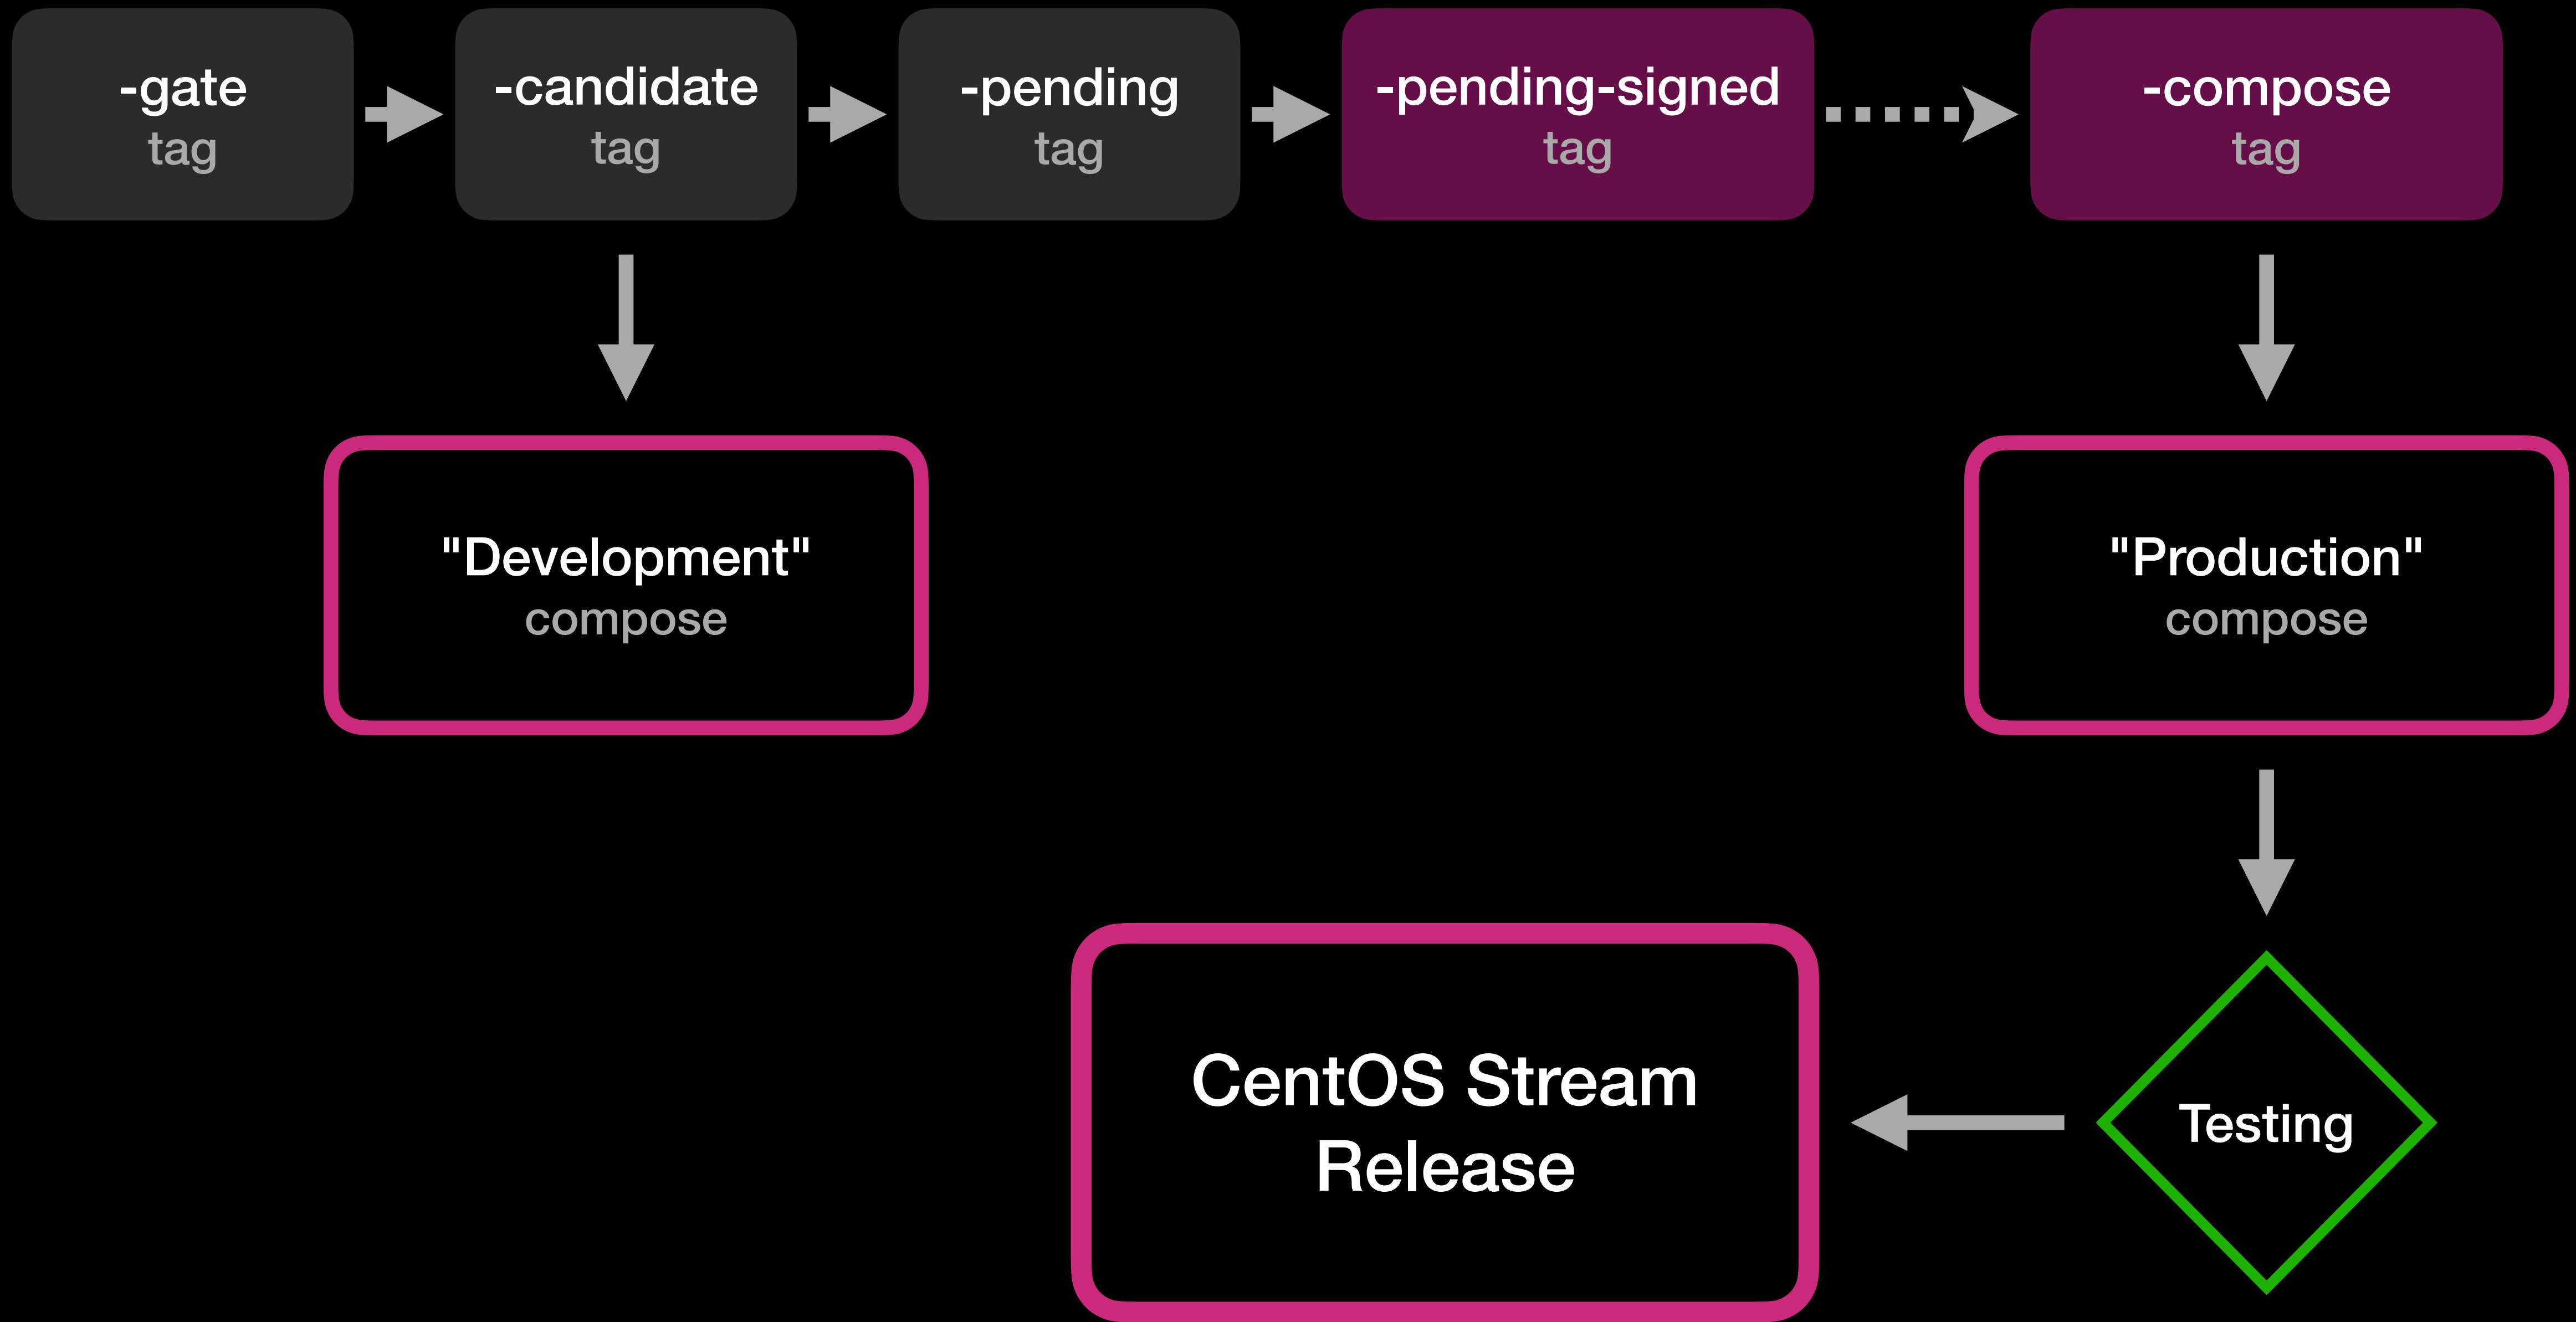 -gate
tag
-candidate
tag
-pending
tag
-pending-signed
tag
-compose
tag
"Development"
compose
"Production"
compose
CentOS Stream
Release
Testing